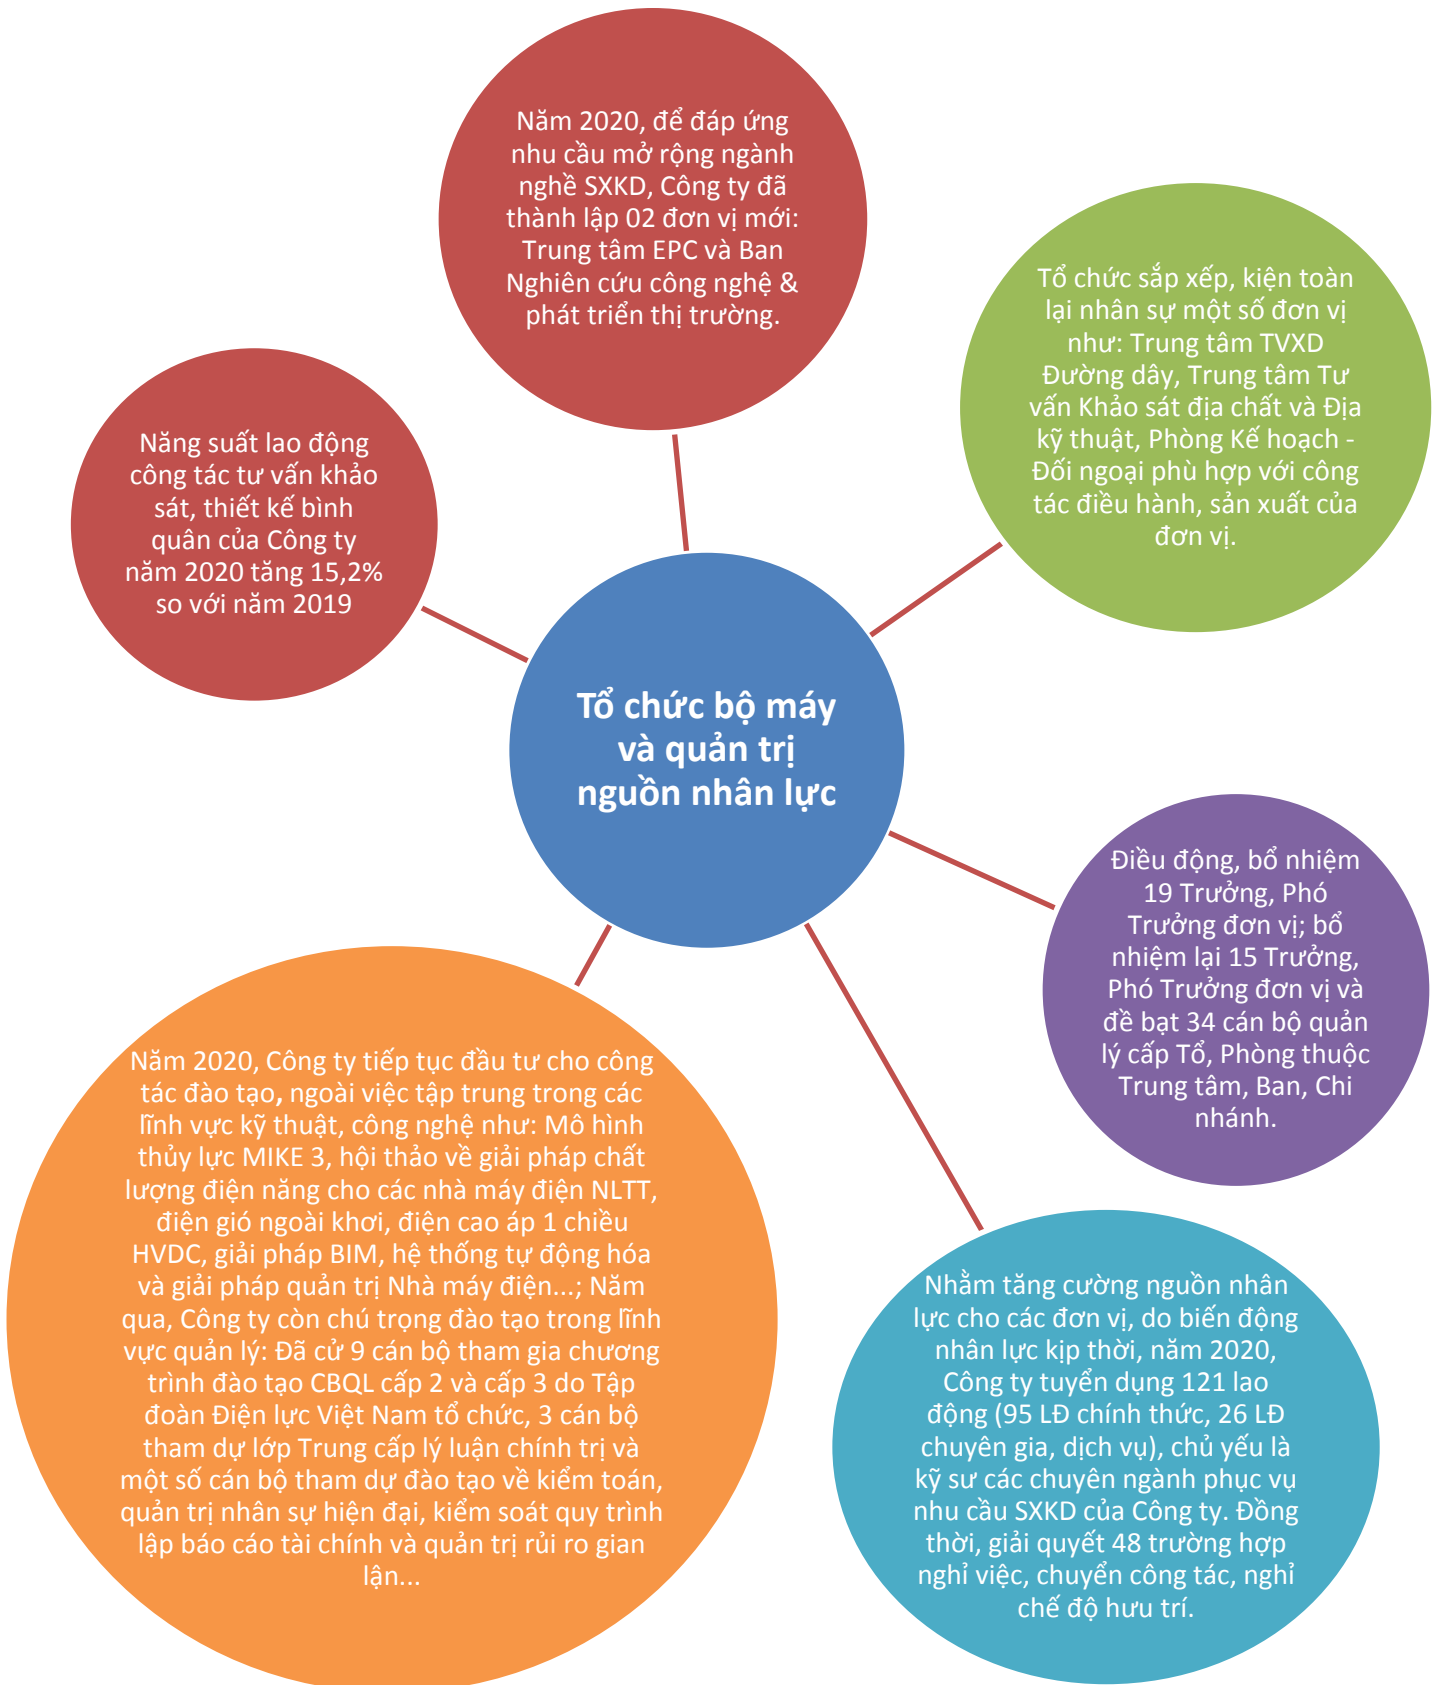 Năm 2020, để đáp ứng
nhu cầu mở rộng ngành
nghề SXKD, Công ty đã
thành lập 02 đơn vị mới:
Trung tâm EPC và Ban
Nghiên cứu công nghệ &
phát triển thị trường.
Tổ chức sắp xếp, kiện toàn
lại nhân sự một số đơn vị
như: Trung tâm TVXD
Đường dây, Trung tâm Tư
vấn Khảo sát địa chất và Địa
kỹ thuật, Phòng Kế hoạch -
Đối ngoại phù hợp với công
tác điều hành, sản xuất của
đơn vị.
Năng suất lao động
công tác tư vấn khảo
sát, thiết kế bình
quân của Công ty
năm 2020 tăng 15,2%
so với năm 2019
Tổ chức bộ máy
và quản trị
nguồn nhân lực
Điều động, bổ nhiệm
19 Trưởng, Phó
Trưởng đơn vị; bổ
nhiệm lại 15 Trưởng,
Phó Trưởng đơn vị và
đề bạt 34 cán bộ quản
lý cấp Tổ, Phòng thuộc
Trung tâm, Ban, Chi
nhánh.
Năm 2020, Công ty tiếp tục đầu tư cho công
tác đào tạo, ngoài việc tập trung trong các
lĩnh vực kỹ thuật, công nghệ như: Mô hình
thủy lực MIKE 3, hội thảo về giải pháp chất
lượng điện năng cho các nhà máy điện NLTT,
điện gió ngoài khơi, điện cao áp 1 chiều
HVDC, giải pháp BIM, hệ thống tự động hóa
và giải pháp quản trị Nhà máy điện...; Năm
qua, Công ty còn chú trọng đào tạo trong lĩnh
vực quản lý: Đã cử 9 cán bộ tham gia chương
trình đào tạo CBQL cấp 2 và cấp 3 do Tập
đoàn Điện lực Việt Nam tổ chức, 3 cán bộ
tham dự lớp Trung cấp lý luận chính trị và
một số cán bộ tham dự đào tạo về kiểm toán,
quản trị nhân sự hiện đại, kiểm soát quy trình
lập báo cáo tài chính và quản trị rủi ro gian
lận...
Nhằm tăng cường nguồn nhân
lực cho các đơn vị, do biến động
nhân lực kịp thời, năm 2020,
Công ty tuyển dụng 121 lao
động (95 LĐ chính thức, 26 LĐ
chuyên gia, dịch vụ), chủ yếu là
kỹ sư các chuyên ngành phục vụ
nhu cầu SXKD của Công ty. Đồng
thời, giải quyết 48 trường hợp
nghỉ việc, chuyển công tác, nghỉ
chế độ hưu trí.